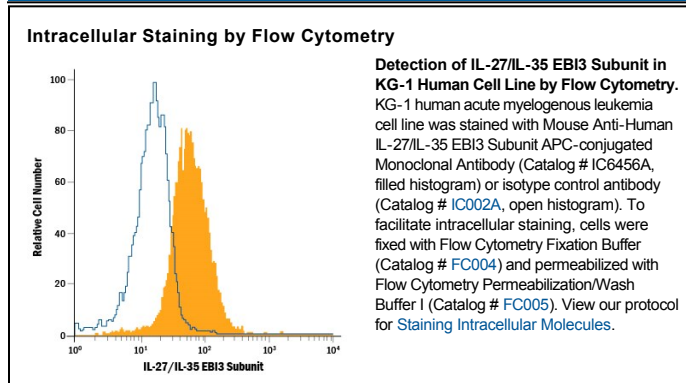 Intracellular Staining by Flow Cytometry
100
80
60
40
20
0
Relative Cell Number
10⁰
10¹
10²
10³
10⁴
IL-27/IL-35 EBI3 Subunit
Detection of IL-27/IL-35 EBI3 Subunit in
KG-1 Human Cell Line by Flow Cytometry.
KG-1 human acute myelogenous leukemia
cell line was stained with Mouse Anti-Human
IL-27/IL-35 EBI3 Subunit APC-conjugated
Monoclonal Antibody (Catalog # IC6456A,
filled histogram) or isotype control antibody
(Catalog # IC002A, open histogram). To
facilitate intracellular staining, cells were
fixed with Flow Cytometry Fixation Buffer
(Catalog # FC004) and permeabilized with
Flow Cytometry Permeabilization/Wash
Buffer I (Catalog # FC005). View our protocol
for Staining Intracellular Molecules.